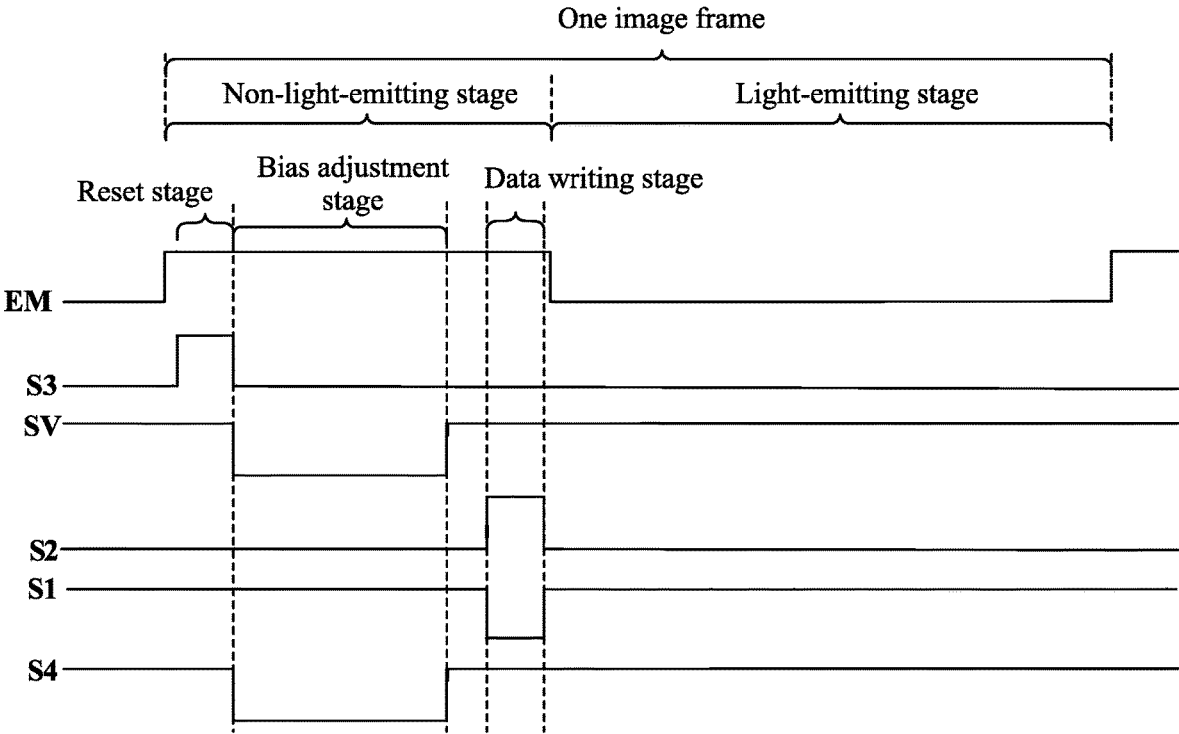 One image frame
Non-light-emitting stage
Light-emitting stage
Reset stage
Bias adjustment
stage
Data writing stage
EM
S3
SV
S2
S1
S4